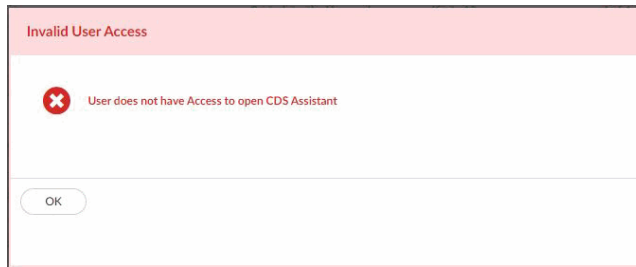 Invalid User Access
User does not have Access to open CDS Assistant
OK